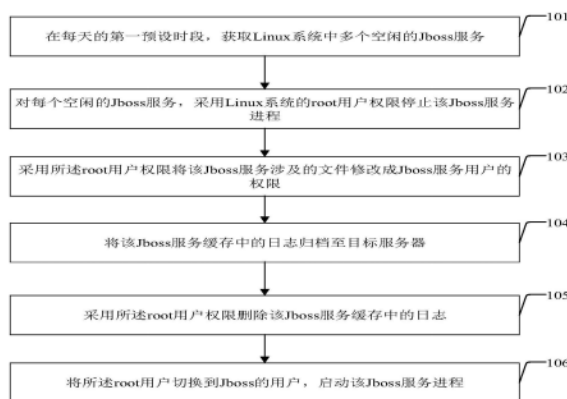 101
在每天的第一预设时段，获取Linux系统中多个空闲的Jboss服务
102
对每个空闲的Jboss服务，采用Linux系统的root用户权限停止该Jboss服务
进程
103
采用所述root用户权限将该Jboss服务涉及的文件修改成Jboss服务用户的
权限
104
将该Jboss服务缓存中的日志归档至目标服务器
105
采用所述root用户权限删除该Jboss服务缓存中的日志
106
将所述root用户切换到Jboss的用户，启动该Jboss服务进程